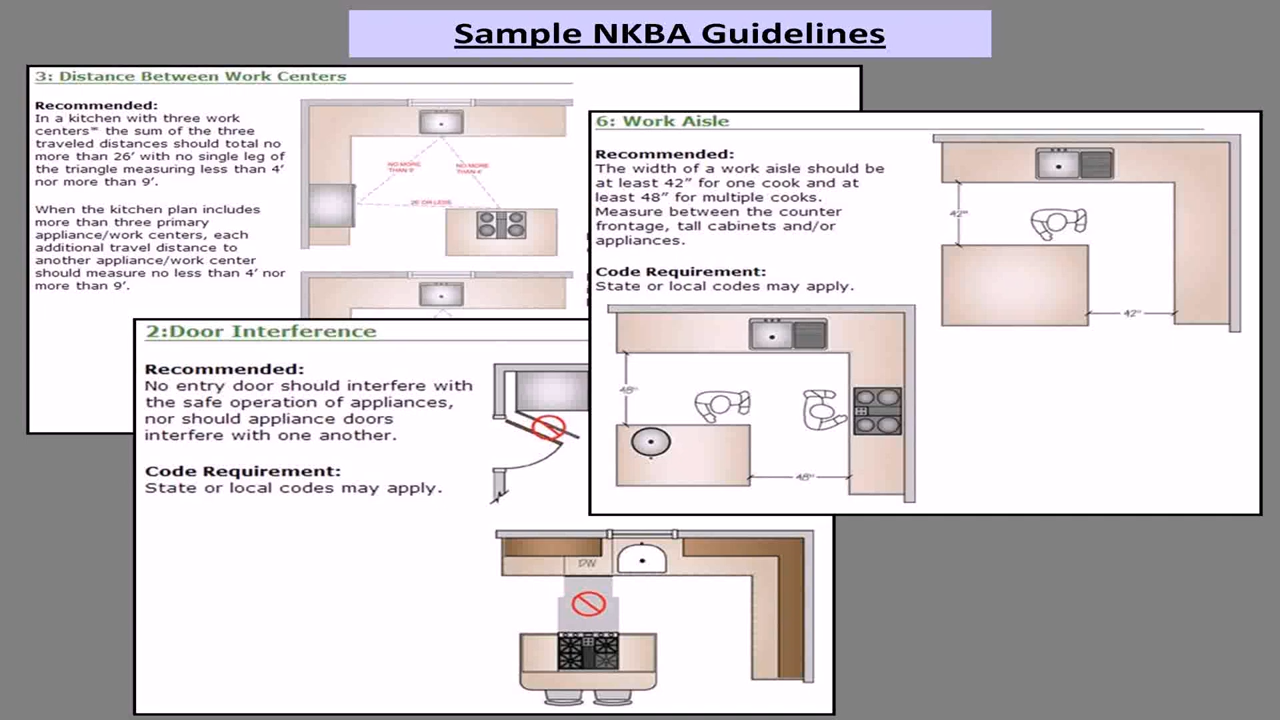 Sample NKBA Guidelines
3: Distance Between Work Centers
Recommended:
In a kitchen with three work
centers* the sum of the three
traveled distances should total no
more than 26’ with no single leg of
the triangle measuring less than 4’
nor more than 9’.
When the kitchen plan includes
more than three primary
appliance/work centers, each
additional travel distance to
another appliance/work center
should measure no less than 4’ nor
more than 9’.
NO MORE
THAN 9'
NO MORE
THAN 4'
26' OR LESS
6: Work Aisle
Recommended:
The width of a work aisle should be
at least 42” for one cook and at
least 48” for multiple cooks.
Measure between the counter
frontage, tall cabinets and/or
appliances.
Code Requirement:
State or local codes may apply.
42"
42"
48"
48"
2:Door Interference
Recommended:
No entry door should interfere with
the safe operation of appliances,
nor should appliance doors
interfere with one another.
Code Requirement:
State or local codes may apply.
DW